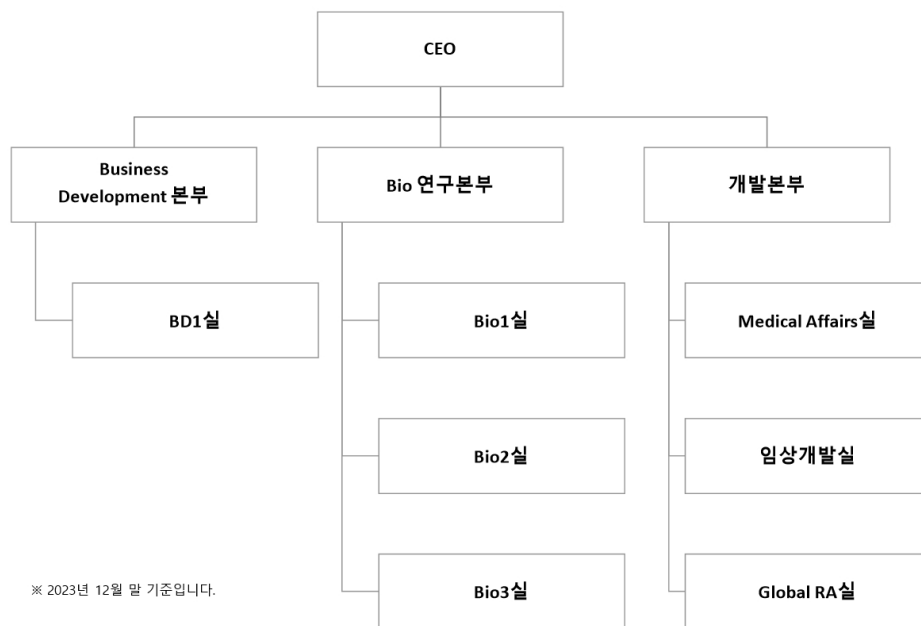 CEO
Business
Development 본부
Bio 연구본부
개발본부
BD1실
Bio1실
Medical Affairs실
Bio2실
임상개발실
※ 2023년 12월 말 기준입니다.
Bio3실
Global RA실